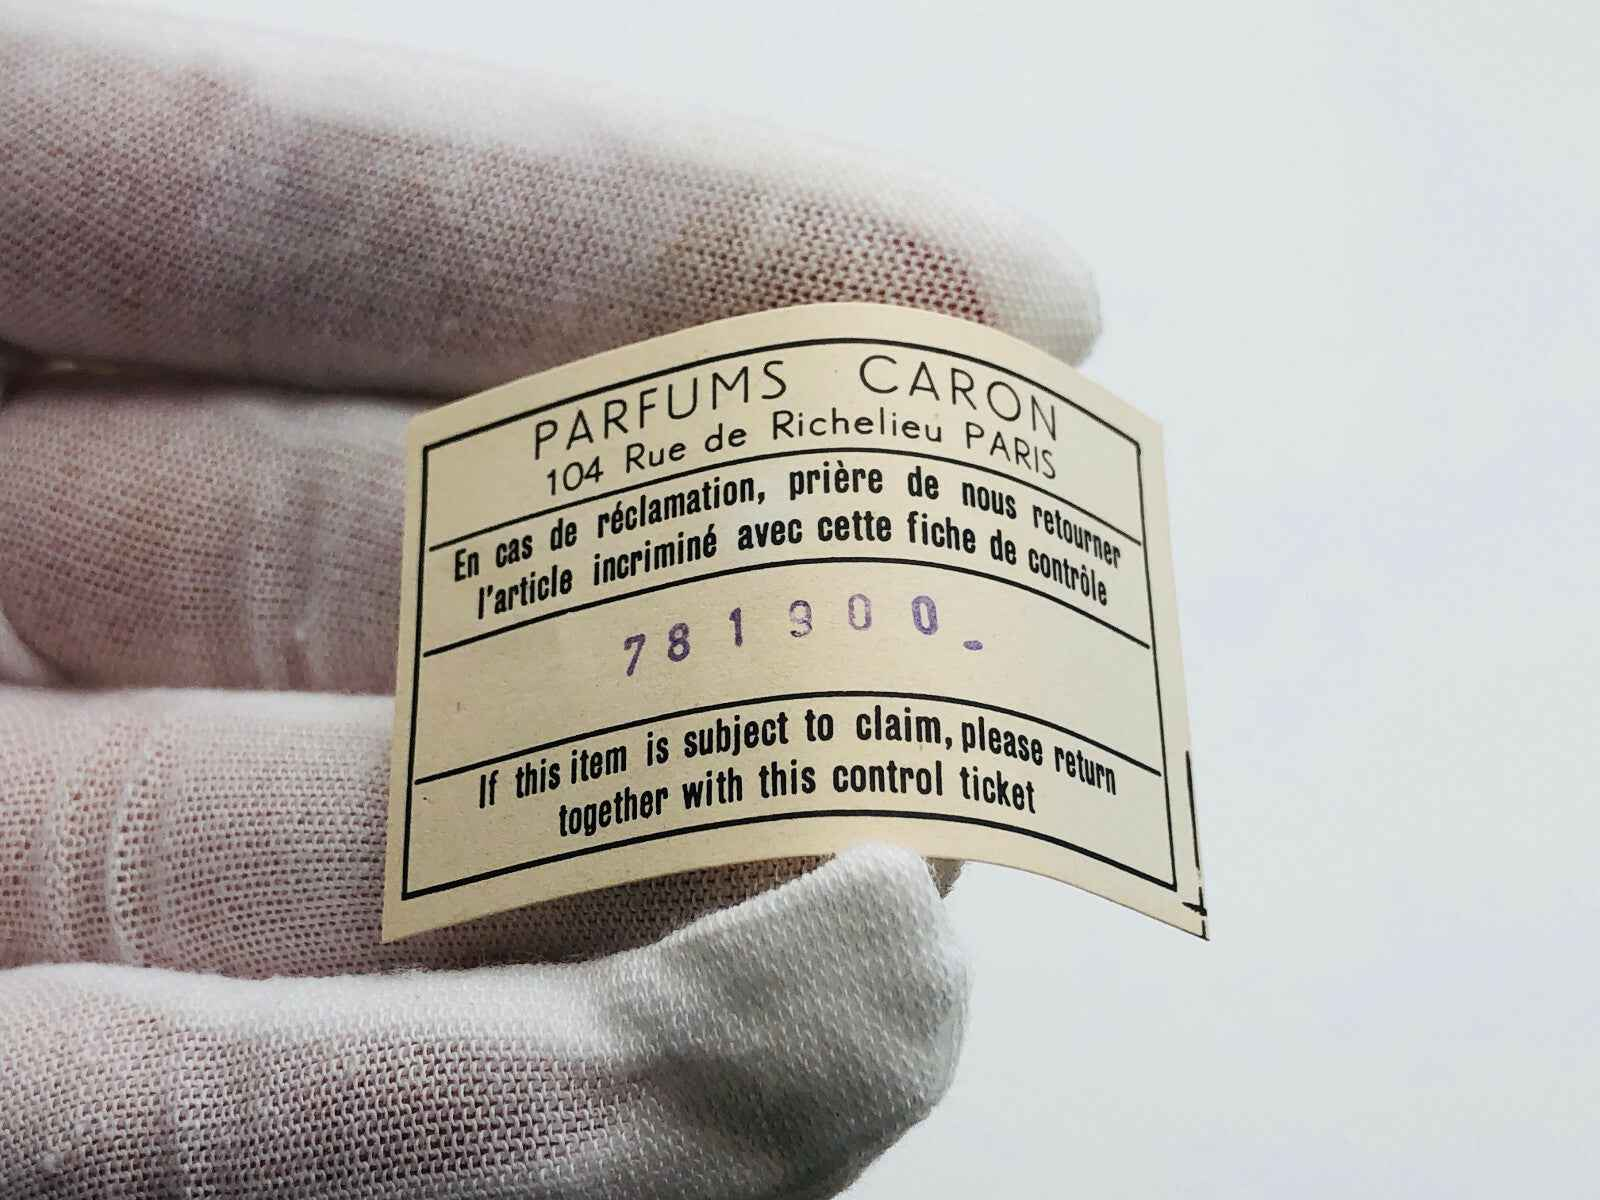 PARFUMS CARON
104 Rue de Richelieu PARIS
En cas de réclamation, prière de nous retourner
l'article incriminé avec cette fiche de contrôle
781900-
If this item is subject to claim, please return
together with this control ticket